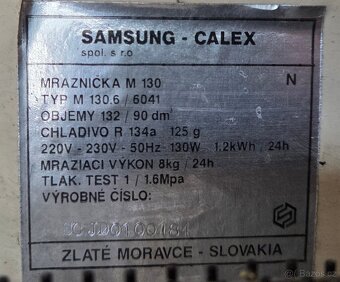 SAMSUNG - CALEX
spol. s r.o
MRAZNIČKA M 130 N
TYP M 130.6 / 6041
OBJEMY 132 / 90 dm³
CHLADIVO R 134a 125 g
220V - 230V - 50Hz 130W 1.2kWh / 24h
MRAZIACI VÝKON 8kg / 24h
TLAK. TEST 1 / 1.6Mpa
VÝROBNÉ ČÍSLO:
ZLATÉ MORAVCE - SLOVAKIA